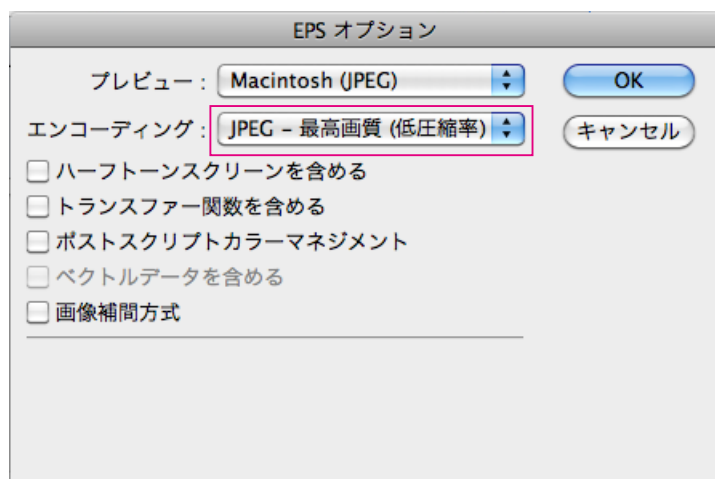 EPS オプション
プレビュー : Macintosh (JPEG) OK
エンコーディング : JPEG – 最高画質 (低圧縮率) キャンセル
ハーフトーンスクリーンを含める
トランスファー関数を含める
ポストスクリプトカラーマネジメント
ベクトルデータを含める
画像補間方式